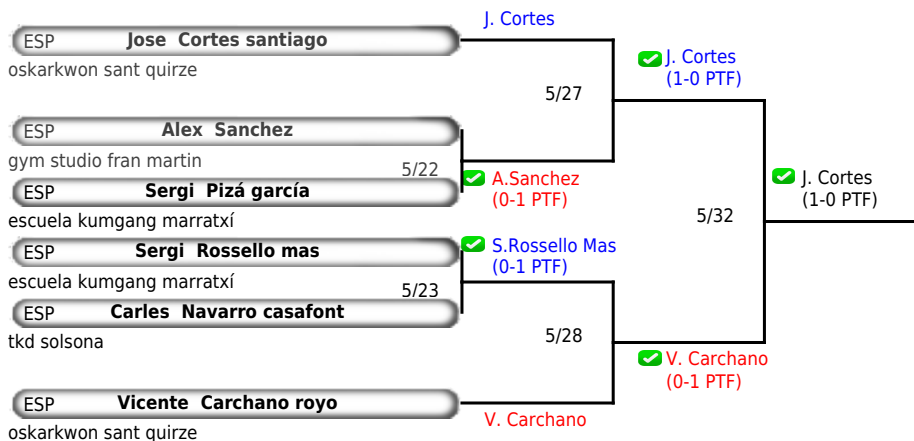 J. Cortes
ESP Jose Cortes santiago
oskarkwon sant quirze
J. Cortes
(1-0 PTF)
5/27
ESP Alex Sanchez
gym studio fran martin
5/22
A.Sanchez
(0-1 PTF)
ESP Sergi Pizá garcía
escuela kumgang marratxí
J. Cortes
(1-0 PTF)
5/32
ESP Sergi Rossello mas
escuela kumgang marratxí
S.Rossello Mas
(0-1 PTF)
5/23
ESP Carles Navarro casafont
tkd solsona
5/28
V. Carchano
(0-1 PTF)
ESP Vicente Carchano royo
oskarkwon sant quirze
V. Carchano